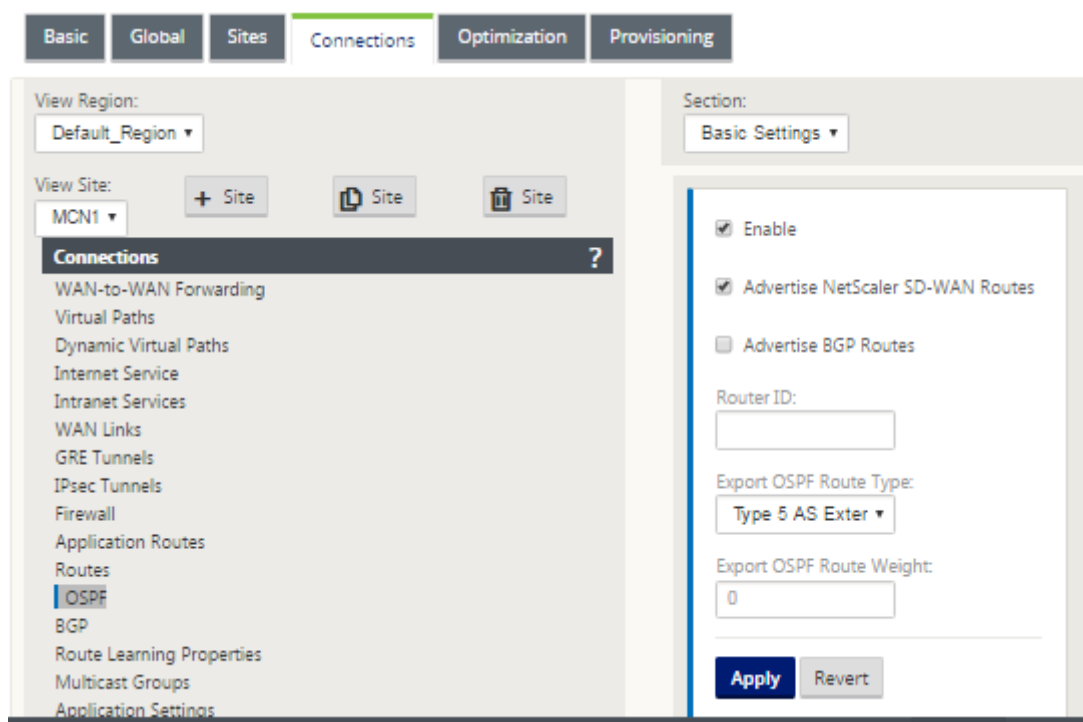 Basic Global Sites Connections Optimization Provisioning
View Region:
Default_Region
View Site:
MCN1
+ Site Site Site
Connections ?
WAN-to-WAN Forwarding
Virtual Paths
Dynamic Virtual Paths
Internet Service
Intranet Services
WAN Links
GRE Tunnels
IPsec Tunnels
Firewall
Application Routes
Routes
OSPF
BGP
Route Learning Properties
Multicast Groups
Application Settings
Section:
Basic Settings
Enable
Advertise NetScaler SD-WAN Routes
Advertise BGP Routes
Router ID:
Export OSPF Route Type:
Type 5 AS Exter
Export OSPF Route Weight:
0
Apply Revert